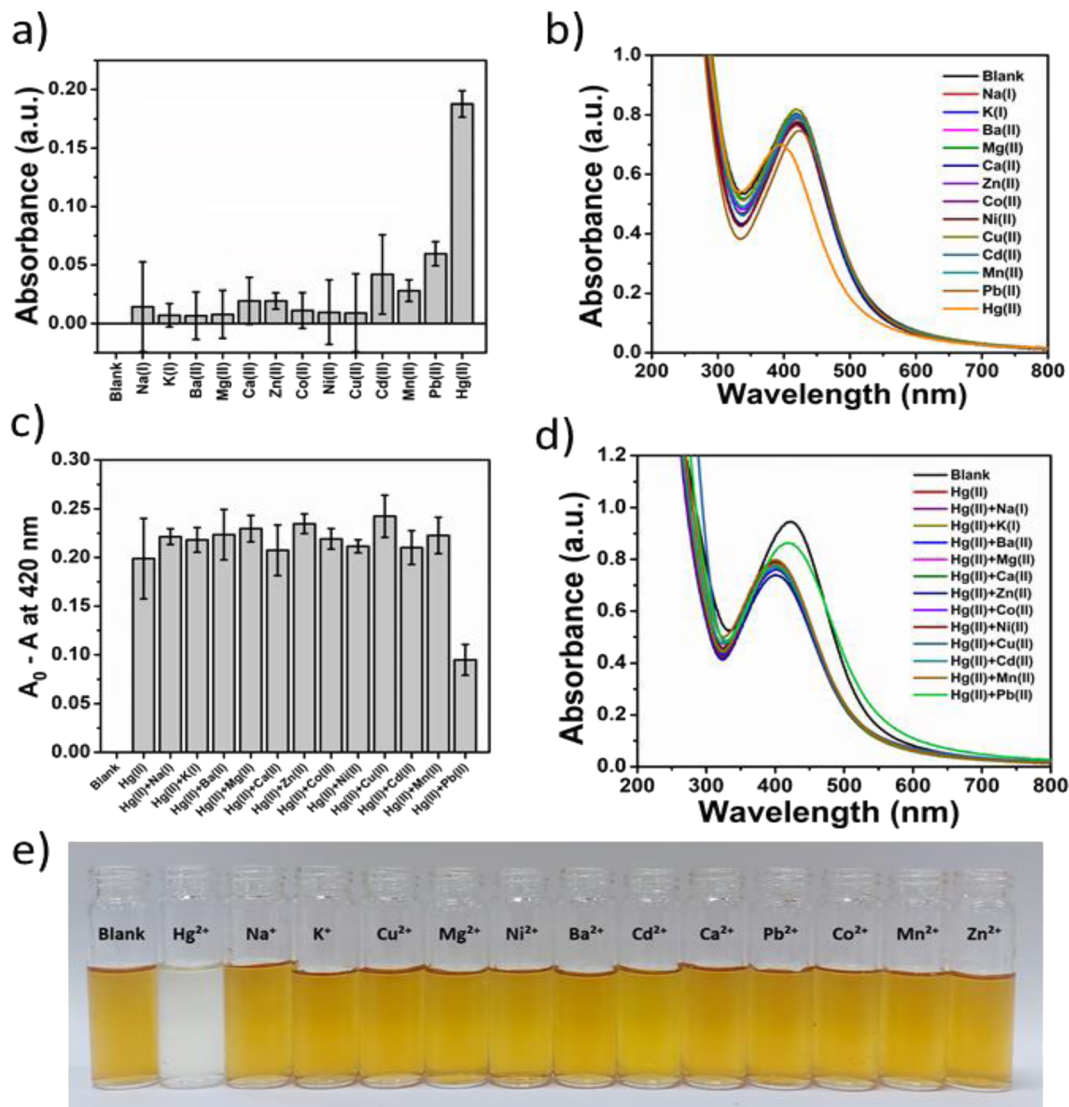 a)
Absorbance (a.u.)
0.20
0.15
0.10
0.05
0.00
Blank
Na(I)
K(I)
Ba(II)
Mg(II)
Ca(II)
Zn(II)
Co(II)
Ni(II)
Cu(II)
Cd(II)
Mn(II)
Pb(II)
Hg(II)
b)
Absorbance (a.u.)
1.0
0.8
0.6
0.4
0.2
0.0
200 300 400 500 600 700 800
Wavelength (nm)
Blank
Na(I)
K(I)
Ba(II)
Mg(II)
Ca(II)
Zn(II)
Co(II)
Ni(II)
Cu(II)
Cd(II)
Mn(II)
Pb(II)
Hg(II)
c)
A₀ - A at 420 nm
0.30
0.25
0.20
0.15
0.10
0.05
0.00
Blank
Hg(II)
Hg(II)+Na(I)
Hg(II)+K(I)
Hg(II)+Ba(II)
Hg(II)+Mg(II)
Hg(II)+Ca(II)
Hg(II)+Zn(II)
Hg(II)+Co(II)
Hg(II)+Ni(II)
Hg(II)+Cu(II)
Hg(II)+Cd(II)
Hg(II)+Mn(II)
Hg(II)+Pb(II)
d)
Absorbance (a.u.)
1.2
1.0
0.8
0.6
0.4
0.2
0.0
200 300 400 500 600 700 800
Wavelength (nm)
Blank
Hg(II)
Hg(II)+Na(I)
Hg(II)+K(I)
Hg(II)+Ba(II)
Hg(II)+Mg(II)
Hg(II)+Ca(II)
Hg(II)+Zn(II)
Hg(II)+Co(II)
Hg(II)+Ni(II)
Hg(II)+Cu(II)
Hg(II)+Cd(II)
Hg(II)+Mn(II)
Hg(II)+Pb(II)
e)
Blank Hg²⁺ Na⁺ K⁺ Cu²⁺ Mg²⁺ Ni²⁺ Ba²⁺ Cd²⁺ Ca²⁺ Pb²⁺ Co²⁺ Mn²⁺ Zn²⁺